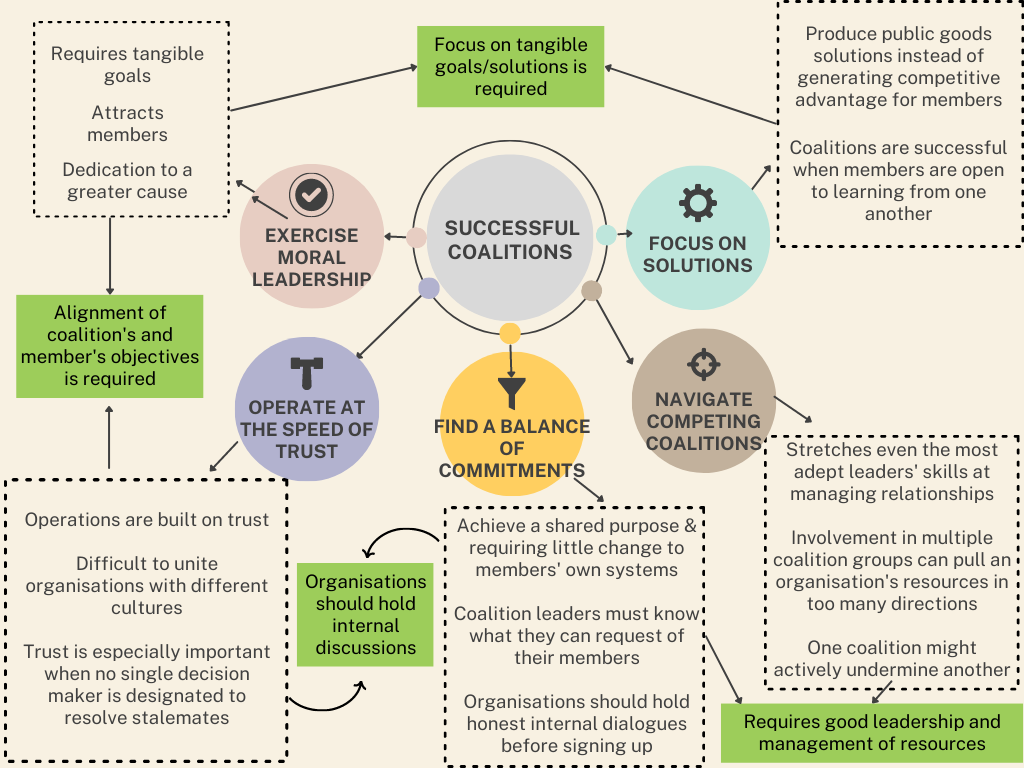 Requires tangible
goals
Attracts
members
Dedication to a
greater cause
Focus on tangible
goals/solutions is
required
Produce public goods
solutions instead of
generating competitive
advantage for members
Coalitions are successful
when members are open
to learning from one
another
EXERCISE
MORAL
LEADERSHIP
SUCCESSFUL
COALITIONS
FOCUS ON
SOLUTIONS
Alignment of
coalition's and
member's objectives
is required
OPERATE AT
THE SPEED OF
TRUST
FIND A BALANCE
OF
COMMITMENTS
NAVIGATE
COMPETING
COALITIONS
Operations are built on trust
Difficult to unite
organisations with different
cultures
Trust is especially important
when no single decision
maker is designated to
resolve stalemates
Organisations
should hold
internal
discussions
Achieve a shared purpose &
requiring little change to
members' own systems
Coalition leaders must know
what they can request of
their members
Organisations should hold
honest internal dialogues
before signing up
Stretches even the most
adept leaders' skills at
managing relationships
Involvement in multiple
coalition groups can pull an
organisation's resources in
too many directions
One coalition might
actively undermine another
Requires good leadership and
management of resources